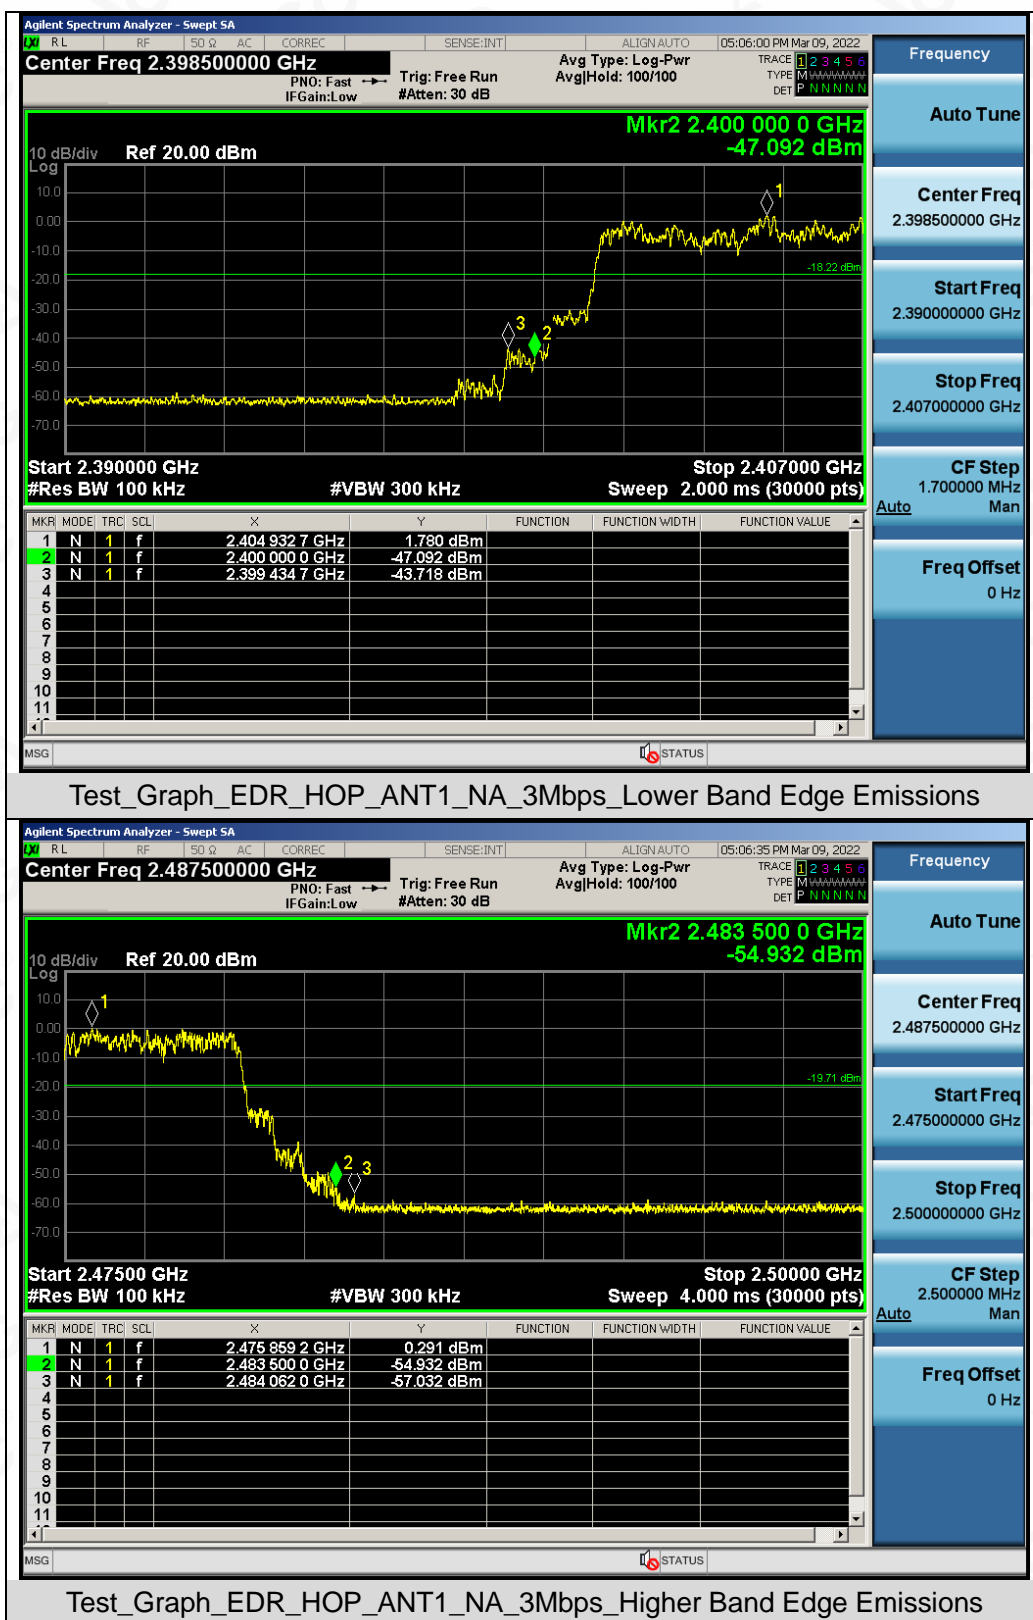 Agilent Spectrum Analyzer - Swept SA
LXI RL RF 50 Ω AC CORREC SENSE:INT ALIGN AUTO 05:06:00 PM Mar 09, 2022
Center Freq 2.398500000 GHz
PNO: Fast
IFGain:Low
Trig: Free Run
#Atten: 30 dB
Avg Type: Log-Pwr
Avg|Hold: 100/100
TRACE 1 2 3 4 5 6
TYPE M W W W W W
DET P N N N N N
Mkr2 2.400 000 0 GHz
-47.092 dBm
10 dB/div Ref 20.00 dBm
Log
10.0
0.00
-10.0
-20.0
-30.0
-40.0
-50.0
-60.0
-70.0
1
-18.22 dBm
3
2
Start 2.390000 GHz Stop 2.407000 GHz
#Res BW 100 kHz #VBW 300 kHz Sweep 2.000 ms (30000 pts)
MKR MODE TRC SCL X Y FUNCTION FUNCTION WIDTH FUNCTION VALUE
1 N 1 f 2.404 932 7 GHz 1.780 dBm
2 N 1 f 2.400 000 0 GHz -47.092 dBm
3 N 1 f 2.399 434 7 GHz -43.718 dBm
4
5
6
7
8
9
10
11
MSG STATUS
Frequency
Auto Tune
Center Freq
2.398500000 GHz
Start Freq
2.390000000 GHz
Stop Freq
2.407000000 GHz
CF Step
1.700000 MHz
Auto Man
Freq Offset
0 Hz
Test_Graph_EDR_HOP_ANT1_NA_3Mbps_Lower Band Edge Emissions
Agilent Spectrum Analyzer - Swept SA
LXI RL RF 50 Ω AC CORREC SENSE:INT ALIGN AUTO 05:06:35 PM Mar 09, 2022
Center Freq 2.487500000 GHz
PNO: Fast
IFGain:Low
Trig: Free Run
#Atten: 30 dB
Avg Type: Log-Pwr
Avg|Hold: 100/100
TRACE 1 2 3 4 5 6
TYPE M W W W W W
DET P N N N N N
Mkr2 2.483 500 0 GHz
-54.932 dBm
10 dB/div Ref 20.00 dBm
Log
10.0
0.00
-10.0
-20.0
-30.0
-40.0
-50.0
-60.0
-70.0
1
-19.71 dBm
2
3
Start 2.47500 GHz Stop 2.50000 GHz
#Res BW 100 kHz #VBW 300 kHz Sweep 4.000 ms (30000 pts)
MKR MODE TRC SCL X Y FUNCTION FUNCTION WIDTH FUNCTION VALUE
1 N 1 f 2.475 859 2 GHz 0.291 dBm
2 N 1 f 2.483 500 0 GHz -54.932 dBm
3 N 1 f 2.484 062 0 GHz -57.032 dBm
4
5
6
7
8
9
10
11
MSG STATUS
Frequency
Auto Tune
Center Freq
2.487500000 GHz
Start Freq
2.475000000 GHz
Stop Freq
2.500000000 GHz
CF Step
2.500000 MHz
Auto Man
Freq Offset
0 Hz
Test_Graph_EDR_HOP_ANT1_NA_3Mbps_Higher Band Edge Emissions